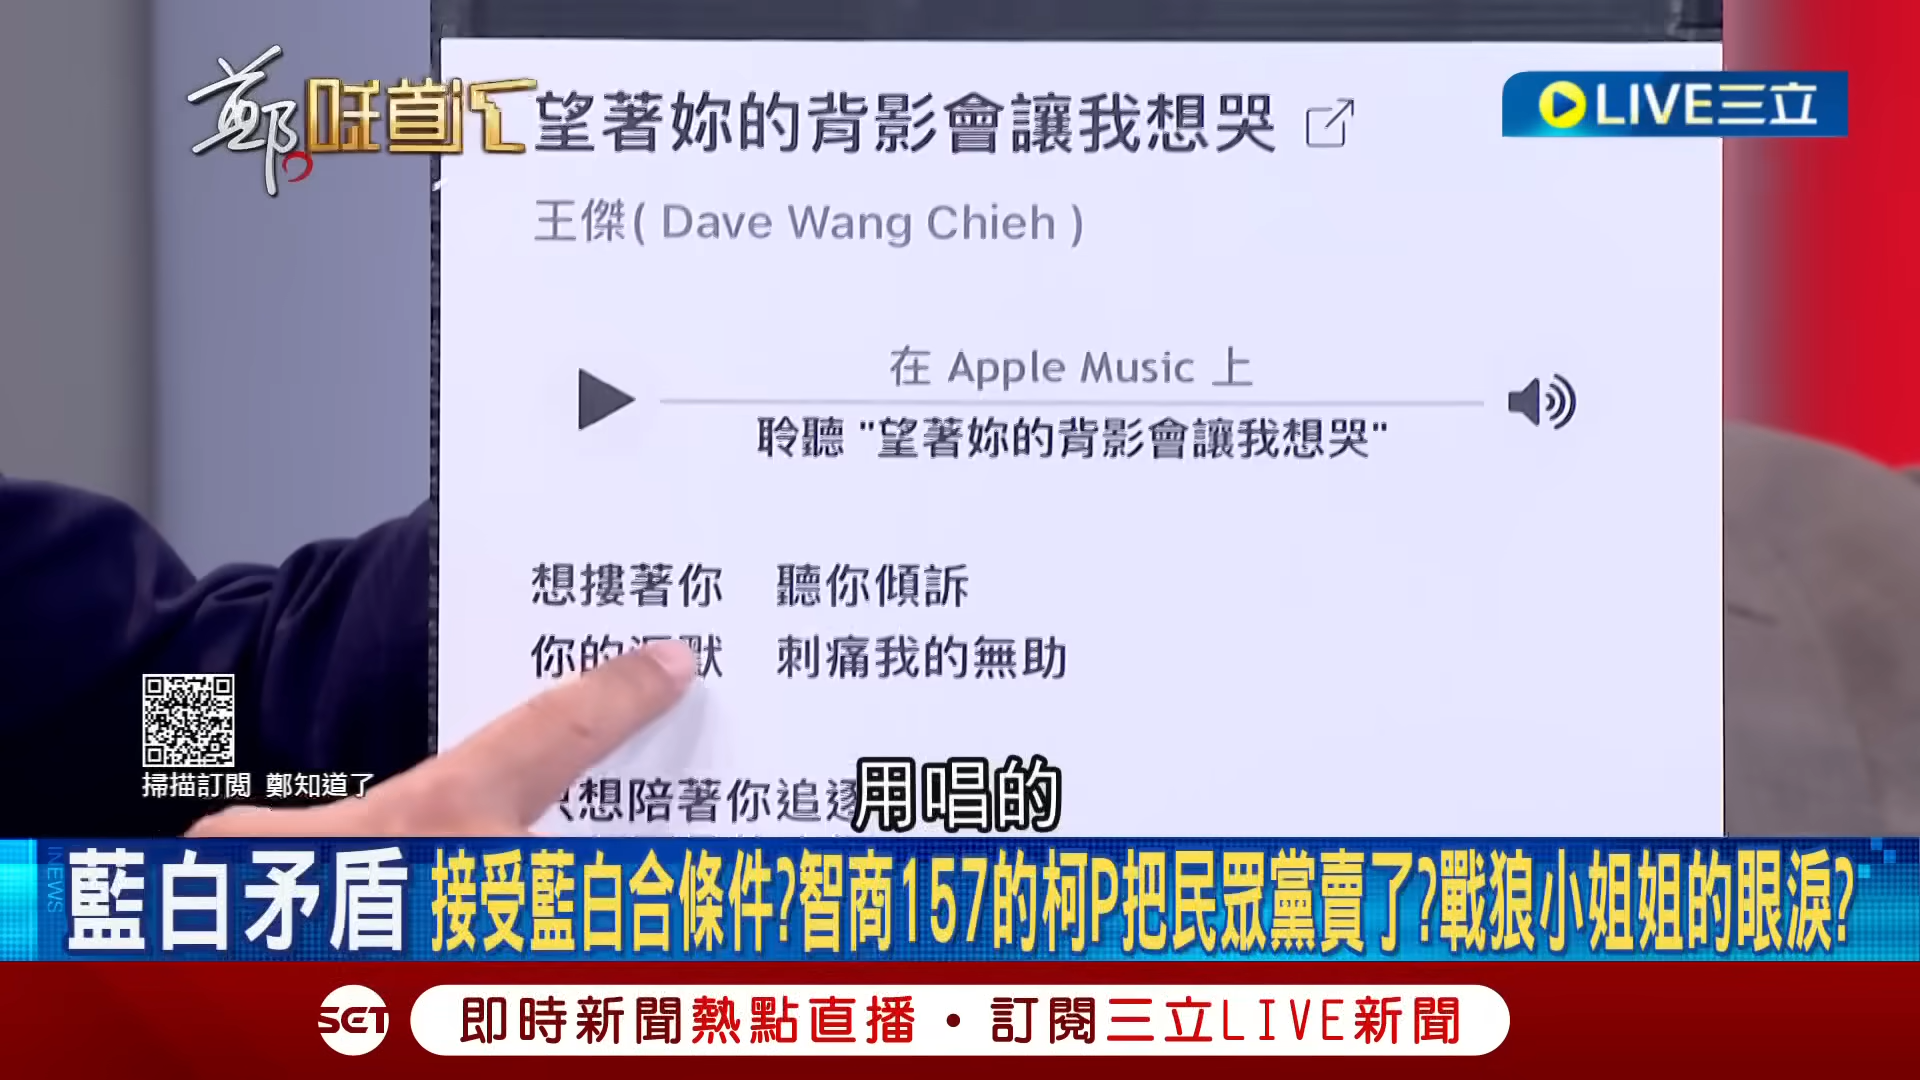 鄭知道了
望著妳的背影會讓我想哭
LIVE三立
王傑( Dave Wang Chieh )
在 Apple Music 上
聆聽 "望著妳的背影會讓我想哭"
想摟著你 聽你傾訴
你的沉默 刺痛我的無助
只想陪著你追逐
用唱的
掃描訂閱 鄭知道了
INEWS
藍白矛盾
接受藍白合條件?智商157的柯P把民眾黨賣了?戰狼小姐姐的眼淚?
SET
即時新聞熱點直播・訂閱三立LIVE新聞